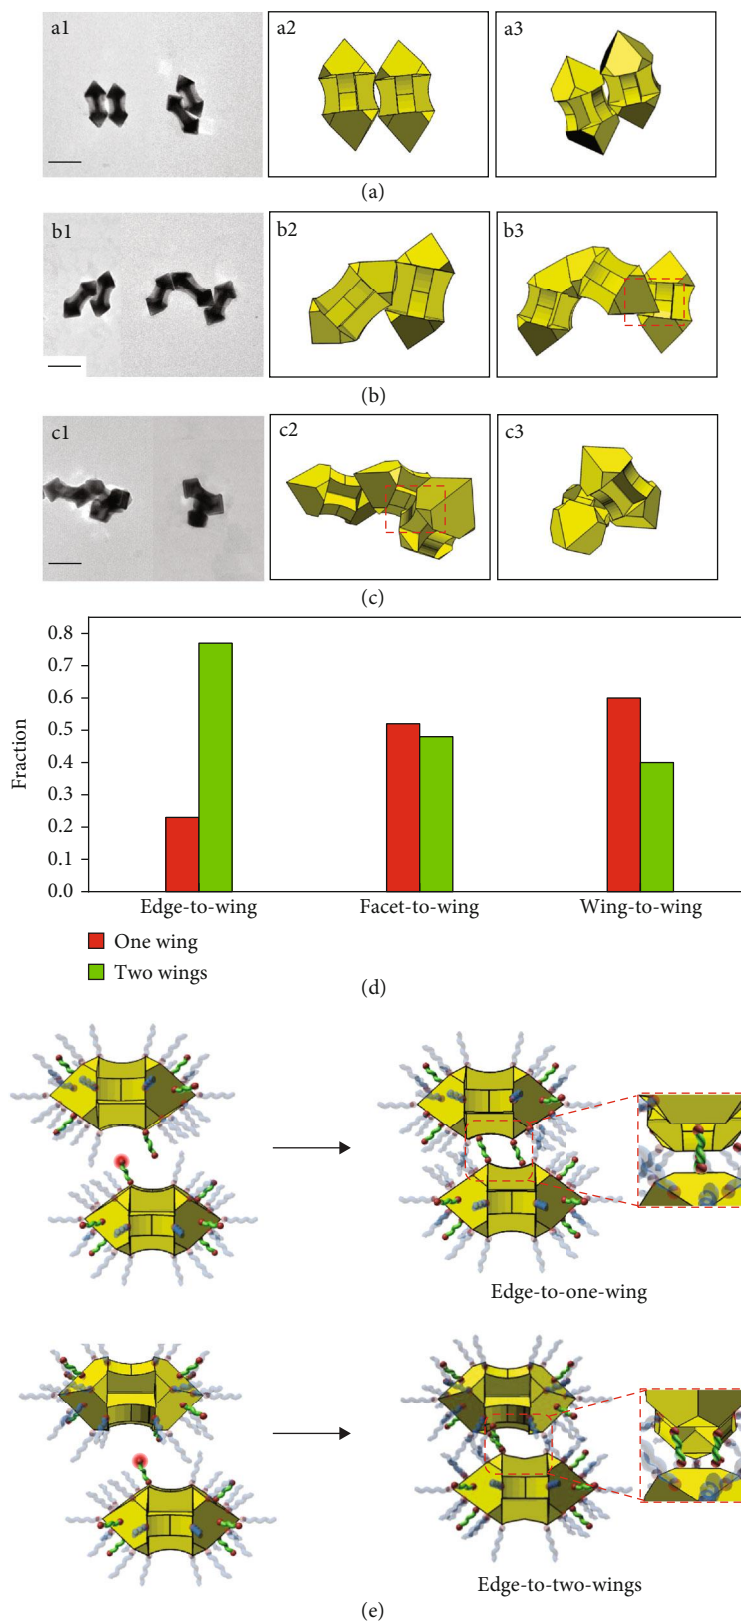 a1
a2
a3
(a)
b1
b2
b3
(b)
c1
c2
c3
(c)
0.8
0.7
0.6
0.5
0.4
0.3
0.2
0.1
0.0
Fraction
Edge-to-wing
Facet-to-wing
Wing-to-wing
One wing
Two wings
(d)
Edge-to-one-wing
Edge-to-two-wings
(e)